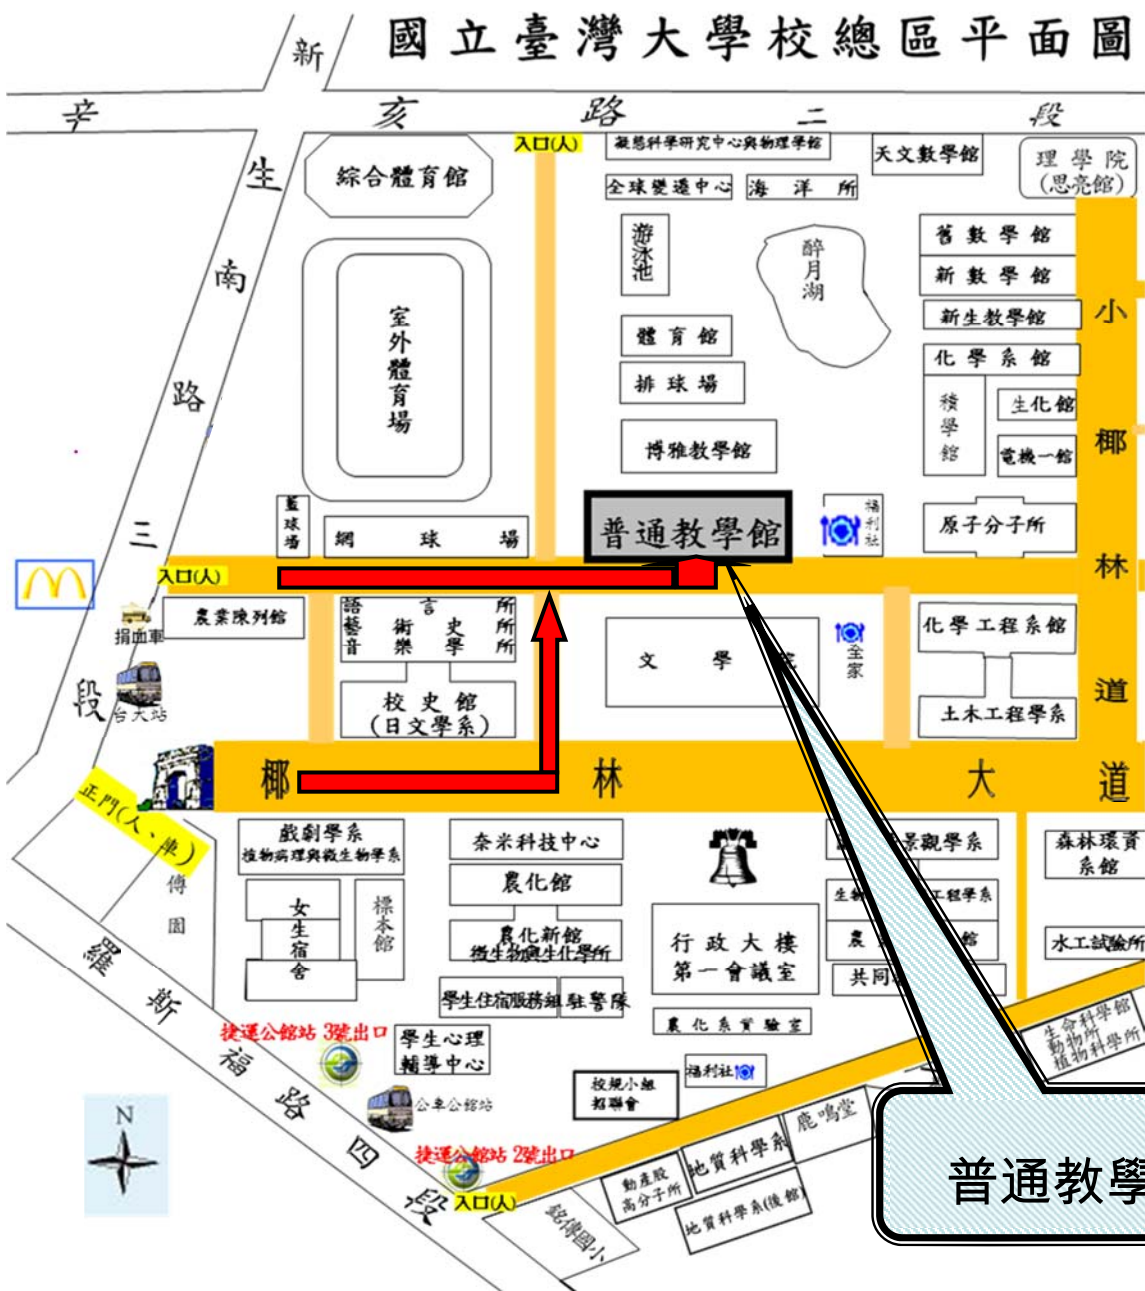 國立臺灣大學校總區平面圖
新
辛亥路二段
生
南
路
三
段
入口(人)
凝態科學研究中心與物理學館
天文數學館
理學院
(思亮館)
綜合體育館
全球變遷中心
海洋所
游泳池
醉月湖
舊數學館
新數學館
新生教學館
小椰林道
室外體育場
體育館
排球場
化學系館
積學館
生化館
電機一館
博雅教學館
籃球場
網球場
普通教學館
福利社
原子分子所
入口(人)
捐血車
農業陳列館
語言所
藝術史所
音樂學所
文學
全家
化學工程系館
台大站
校史館
(日文學系)
土木工程學系
椰林大道
正門(人、車)
傅園
戲劇學系
植物病理與微生物學系
奈米科技中心
景觀學系
森林環資
系館
女生宿舍
標本館
農化館
農化新館
微生物與生化學所
生物
工程學系
行政大樓
第一會議室
農
館
水工試驗所
學生住宿服務組
駐警隊
共同
農化系實驗室
羅斯福路四段
捷運公館站 3號出口
學生心理
輔導中心
生命科學館
動物所
植物科學所
福利社
公車公館站
校規小組
招聯會
N
捷運公館站 2號出口
入口(人)
鹿鳴堂
地質科學系
動產股
高分子所
地質科學系(後館)
銘傳國小
普通教學